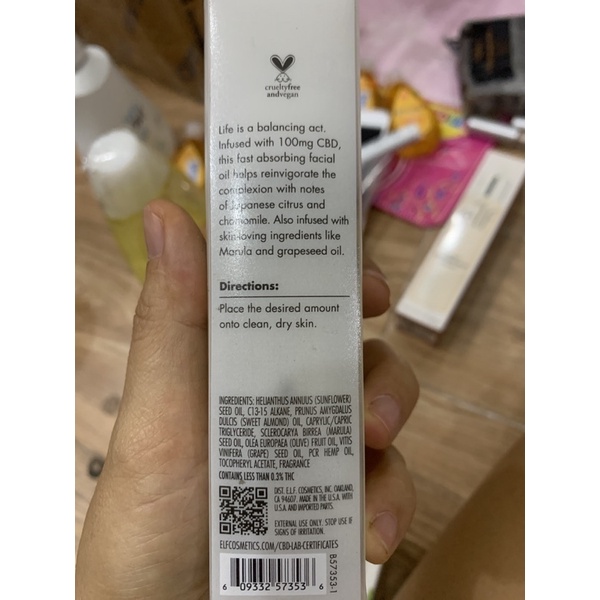 crueltyfree
andvegan
Life is a balancing act.
Infused with 100mg CBD,
this fast absorbing facial
oil helps reinvigorate the
complexion with notes
of Japanese citrus and
chamomile. Also infused with
skin-loving ingredients like
Marula and grapeseed oil.
Directions:
Place the desired amount
onto clean, dry skin.
INGREDIENTS: HELIANTHUS ANNUUS (SUNFLOWER)
SEED OIL, C13-15 ALKANE, PRUNUS AMYGDALUS
DULCIS (SWEET ALMOND) OIL, CAPRYLIC/CAPRIC
TRIGLYCERIDE, SCLEROCARYA BIRREA (MARULA)
SEED OIL, OLEA EUROPAEA (OLIVE) FRUIT OIL, VITIS
VINIFERA (GRAPE) SEED OIL, PCR HEMP OIL,
TOCOPHERYL ACETATE, FRAGRANCE
CONTAINS LESS THAN 0.3% THC
DIST. E.L.F. COSMETICS, INC. OAKLAND,
CA 94607. MADE IN THE U.S.A. WITH
U.S.A. AND IMPORTED PARTS.
EXTERNAL USE ONLY. STOP USE IF
SIGNS OF IRRITATION.
ELFCOSMETICS.COM/CBD-LAB-CERTIFICATES
6 09332 57353 6
B57353-1